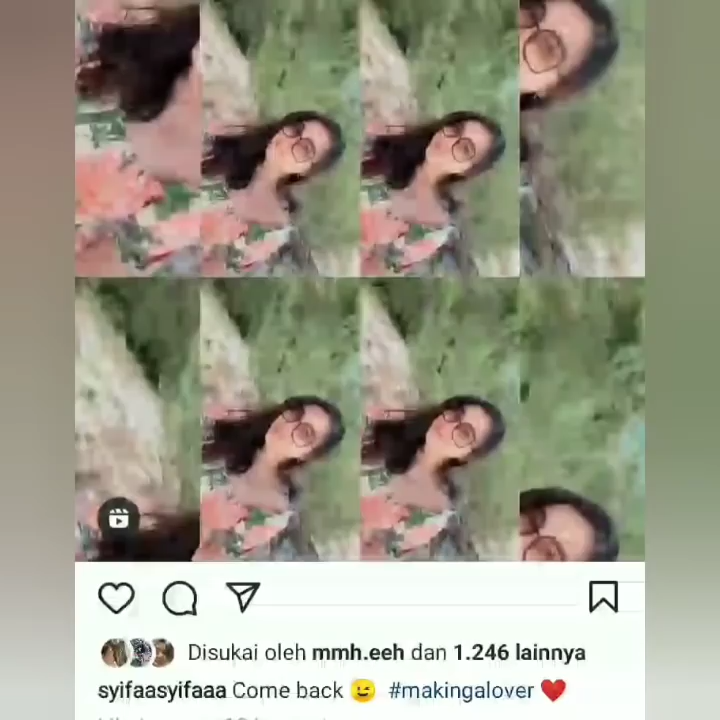 Disukai oleh mmh.eeh dan 1.246 lainnya
syifaasyifaaa Come back 😉 #makingalover ❤️